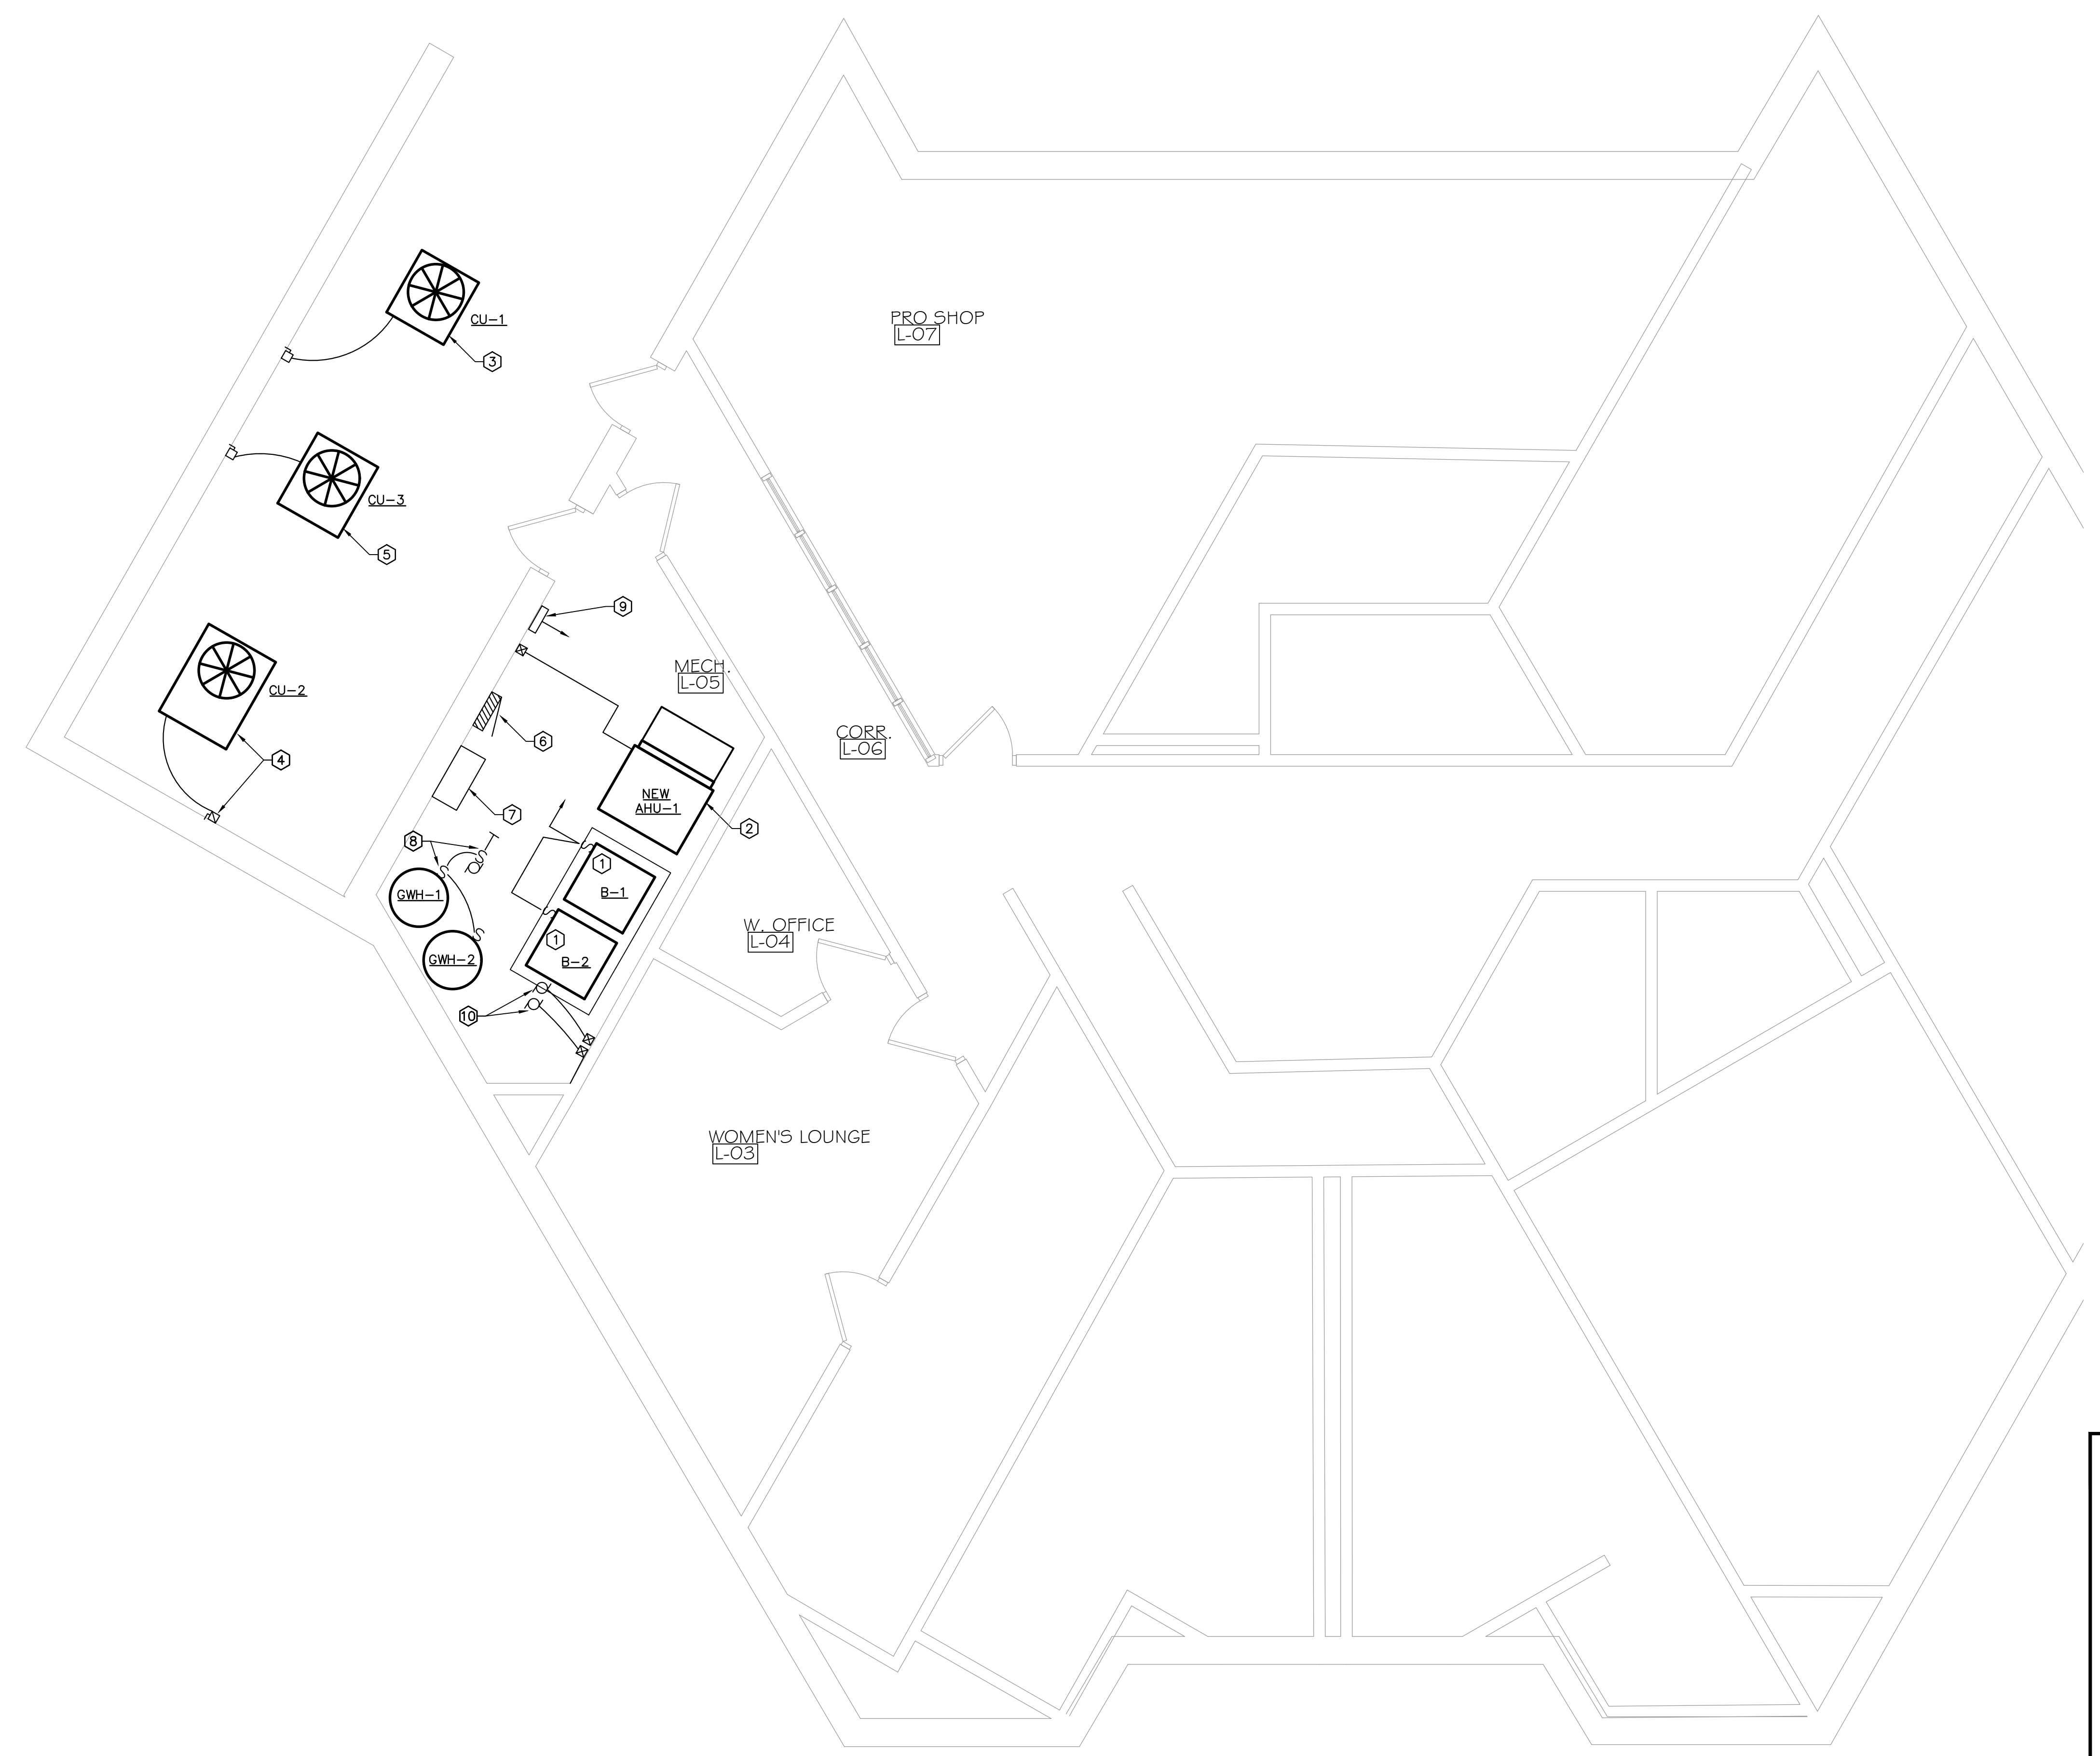 PRO SHOP
L-07
CU-1
3
CU-3
5
9
MECH.
L-05
CU-2
4
6
CORR.
L-06
NEW
AHU-1
7
2
8
1
GWH-1
B-1
W. OFFICE
L-04
1
GWH-2
B-2
10
WOMEN'S LOUNGE
L-03